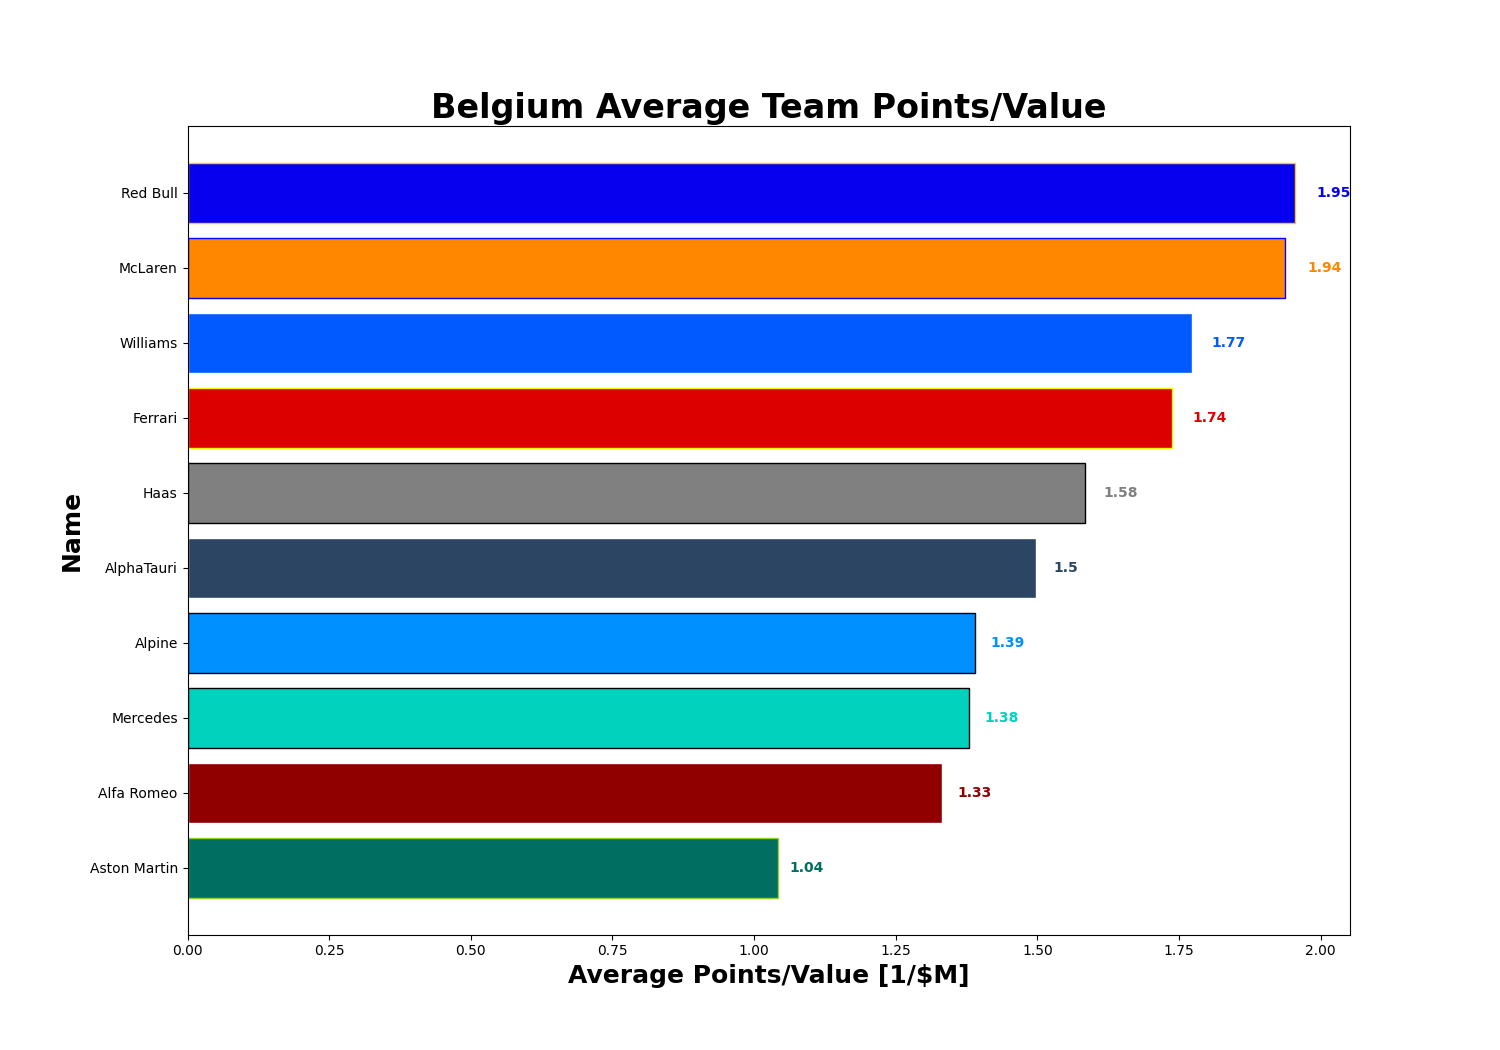 Belgium Average Team Points/Value
Red Bull 1.95
McLaren 1.94
Williams 1.77
Ferrari 1.74
Haas 1.58
Name
AlphaTauri 1.5
Alpine 1.39
Mercedes 1.38
Alfa Romeo 1.33
Aston Martin 1.04
0.00 0.25 0.50 0.75 1.00 1.25 1.50 1.75 2.00
Average Points/Value [1/$M]